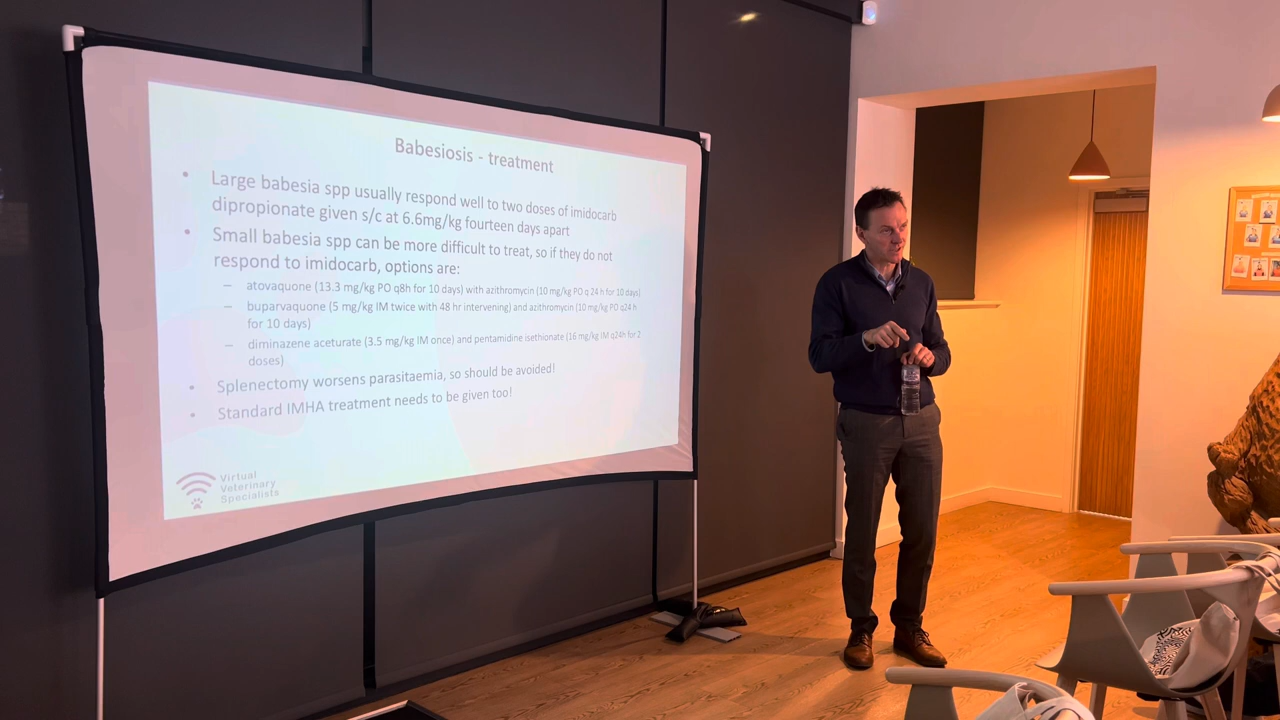 Babesiosis - treatment
• Large babesia spp usually respond well to two doses of imidocarb
dipropionate given s/c at 6.6mg/kg fourteen days apart
• Small babesia spp can be more difficult to treat, so if they do not
respond to imidocarb, options are:
– atovaquone (13.3 mg/kg PO q8h for 10 days) with azithromycin (10 mg/kg PO q 24 h for 10 days)
– buparvaquone (5 mg/kg IM twice with 48 hr intervening) and azithromycin (10 mg/kg PO q24 h
for 10 days)
– diminazene aceturate (3.5 mg/kg IM once) and pentamidine isethionate (16 mg/kg IM q24h for 2
doses)
• Splenectomy worsens parasitaemia, so should be avoided!
• Standard IMHA treatment needs to be given too!
Virtual
Veterinary
Specialists